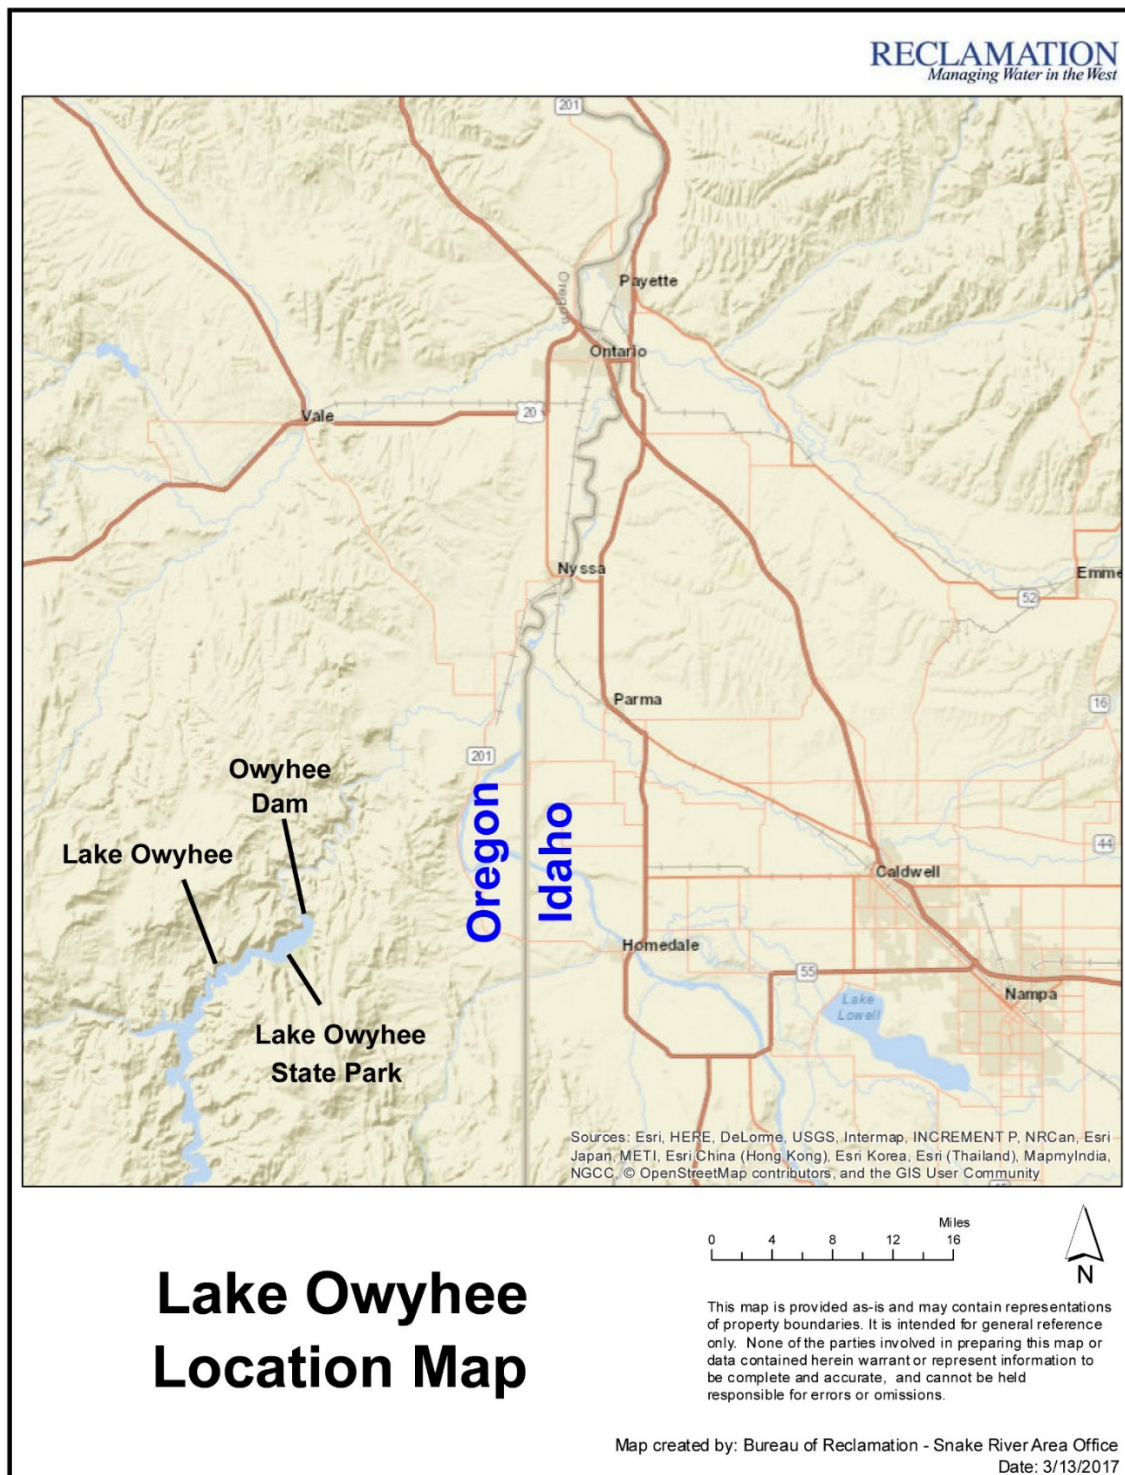 RECLAMATION
Managing Water in the West
201
Oregon
Payette
Ontario
Vale
20
Nyssa
Emme
52
Parma
16
201
Owyhee
Dam
Lake Owyhee
Oregon
Idaho
44
Caldwell
Homedale
55
Nampa
Lake
Lowell
Lake Owyhee
State Park
Sources: Esri, HERE, DeLorme, USGS, Intermap, INCREMENT P, NRCan, Esri
Japan, METI, Esri China (Hong Kong), Esri Korea, Esri (Thailand), MapmyIndia,
NGCC, © OpenStreetMap contributors, and the GIS User Community
Miles
0 4 8 12 16
N
Lake Owyhee
Location Map
This map is provided as-is and may contain representations
of property boundaries. It is intended for general reference
only. None of the parties involved in preparing this map or
data contained herein warrant or represent information to
be complete and accurate, and cannot be held
responsible for errors or omissions.
Map created by: Bureau of Reclamation - Snake River Area Office
Date: 3/13/2017